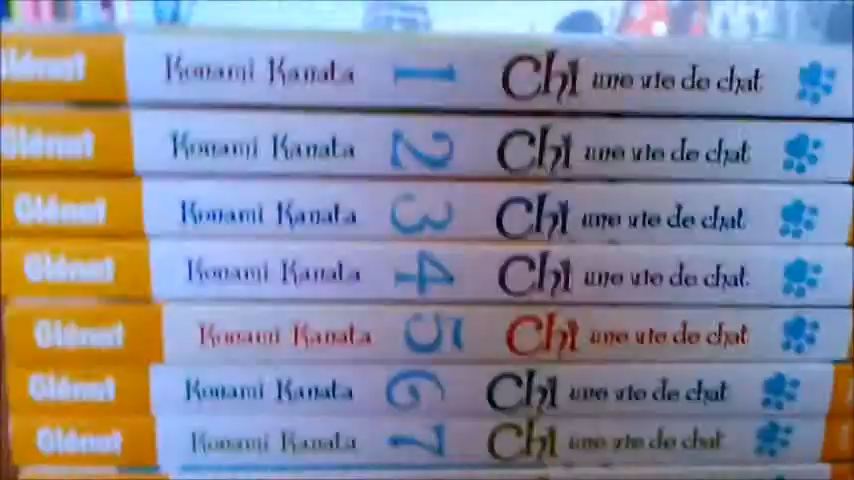 Glénat Konami Kanata 1 Chi une vie de chat
Glénat Konami Kanata 2 Chi une vie de chat
Glénat Konami Kanata 3 Chi une vie de chat
Glénat Konami Kanata 4 Chi une vie de chat
Glénat Konami Kanata 5 Chi une vie de chat
Glénat Konami Kanata 6 Chi une vie de chat
Glénat Konami Kanata 7 Chi une vie de chat